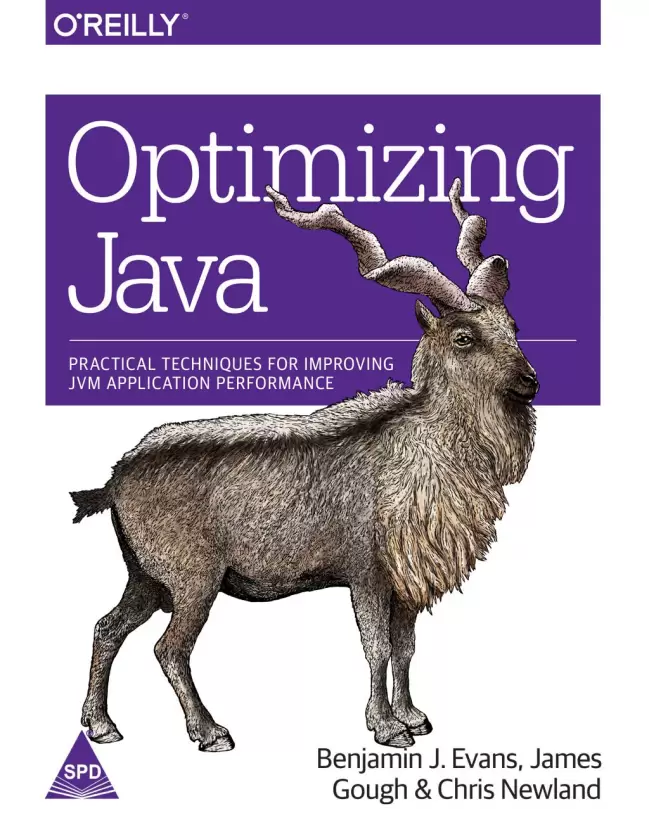 O'REILLY®
Optimizing
Java
PRACTICAL TECHNIQUES FOR IMPROVING
JVM APPLICATION PERFORMANCE
SPD
Benjamin J. Evans, James
Gough & Chris Newland